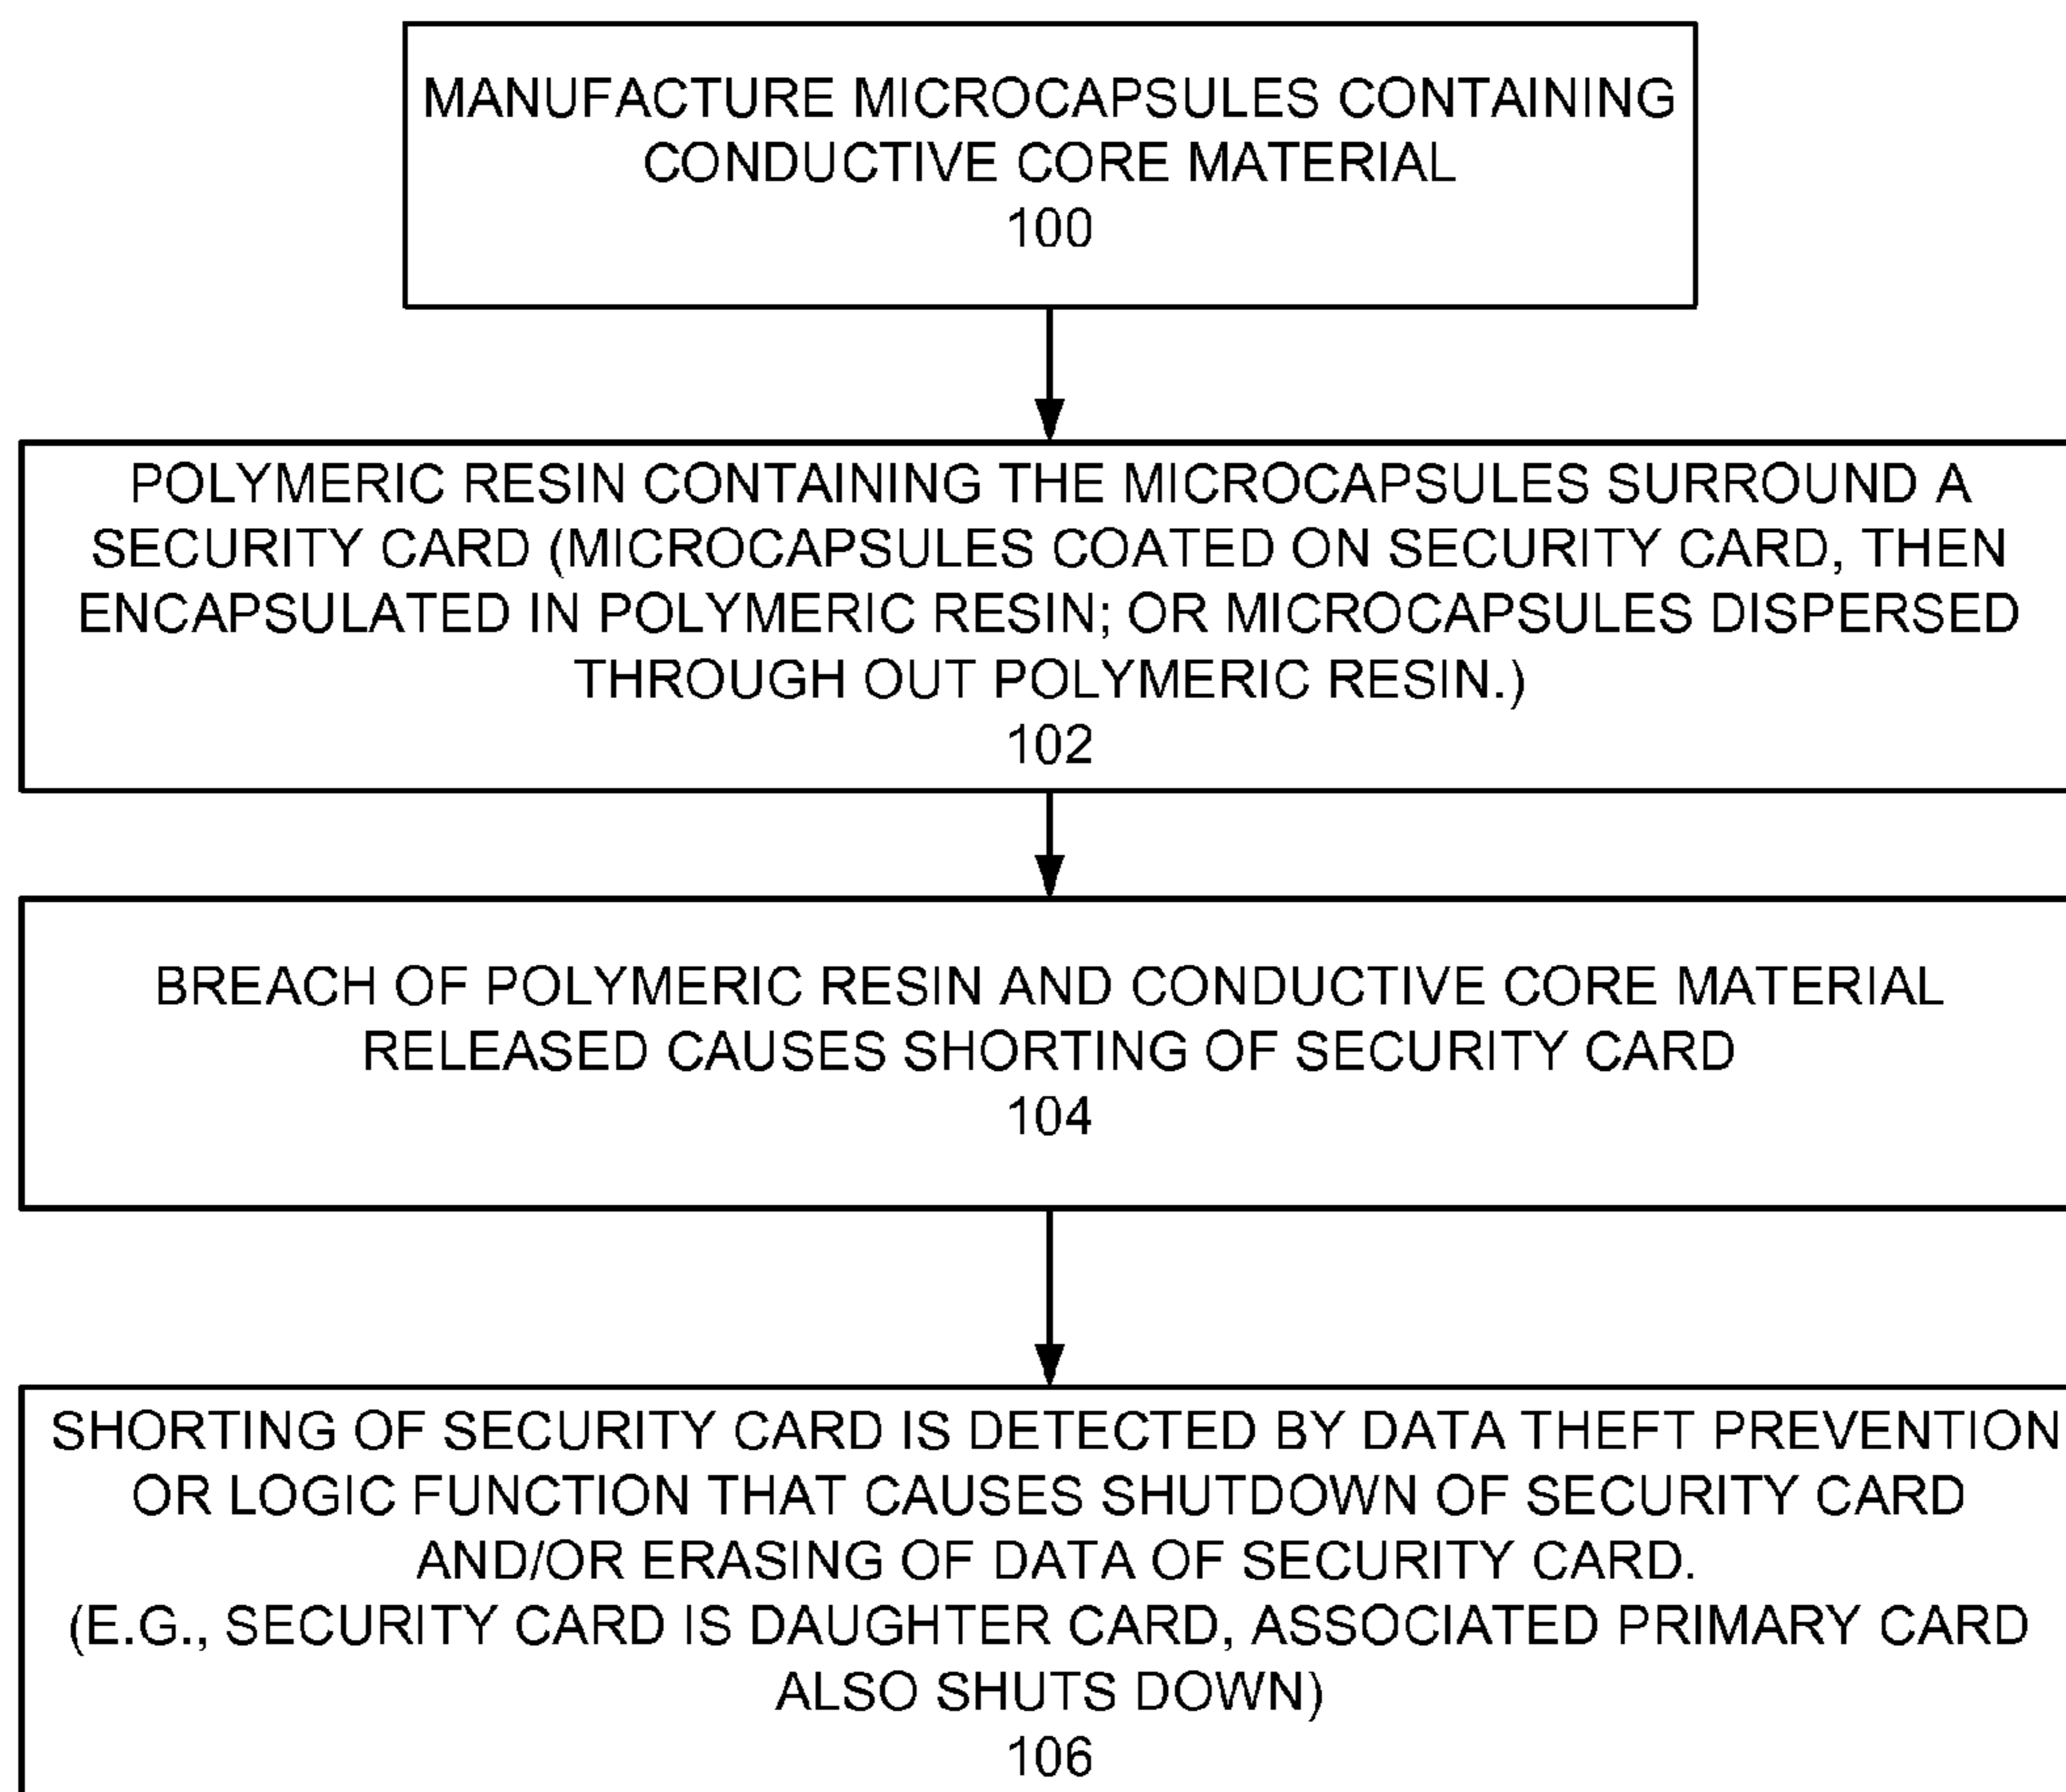 MANUFACTURE MICROCAPSULES CONTAINING
CONDUCTIVE CORE MATERIAL
100
POLYMERIC RESIN CONTAINING THE MICROCAPSULES SURROUND A
SECURITY CARD (MICROCAPSULES COATED ON SECURITY CARD, THEN
ENCAPSULATED IN POLYMERIC RESIN; OR MICROCAPSULES DISPERSED
THROUGH OUT POLYMERIC RESIN.)
102
BREACH OF POLYMERIC RESIN AND CONDUCTIVE CORE MATERIAL
RELEASED CAUSES SHORTING OF SECURITY CARD
104
SHORTING OF SECURITY CARD IS DETECTED BY DATA THEFT PREVENTION
OR LOGIC FUNCTION THAT CAUSES SHUTDOWN OF SECURITY CARD
AND/OR ERASING OF DATA OF SECURITY CARD.
(E.G., SECURITY CARD IS DAUGHTER CARD, ASSOCIATED PRIMARY CARD
ALSO SHUTS DOWN)
106